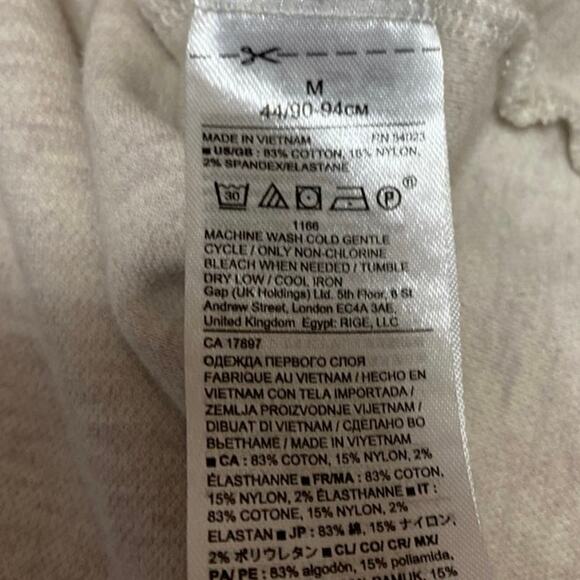 M
44/90-94CM
MADE IN VIETNAM RN 54023
■ US/GB : 83% COTTON, 15% NYLON,
2% SPANDEX/ELASTANE
30 P
1166
MACHINE WASH COLD GENTLE
CYCLE / ONLY NON-CHLORINE
BLEACH WHEN NEEDED / TUMBLE
DRY LOW / COOL IRON
Gap (UK Holdings) Ltd. 5th Floor, 6 St
Andrew Street, London EC4A 3AE,
United Kingdom Egypt: RIGE, LLC
CA 17897
ОДЕЖДА ПЕРВОГО СЛОЯ
FABRIQUE AU VIETNAM / HECHO EN
VIETNAM CON TELA IMPORTADA /
ZEMLJA PROIZVODNJE VIJETNAM /
DIBUAT DI VIETNAM / СДЕЛАНО ВО
ВЬЕТНАМЕ / MADE IN VIYETNAM
■ CA : 83% COTON, 15% NYLON, 2%
ÉLASTHANNE ■ FR/MA : 83% COTON,
15% NYLON, 2% ÉLASTHANNE ■ IT :
83% COTONE, 15% NYLON, 2%
ELASTAN ■ JP : 83% 綿, 15% ナイロン,
2% ポリウレタン ■ CL/ CO/ CR/ MX/
PA/ PE : 83% algodón, 15% poliamida,
15%